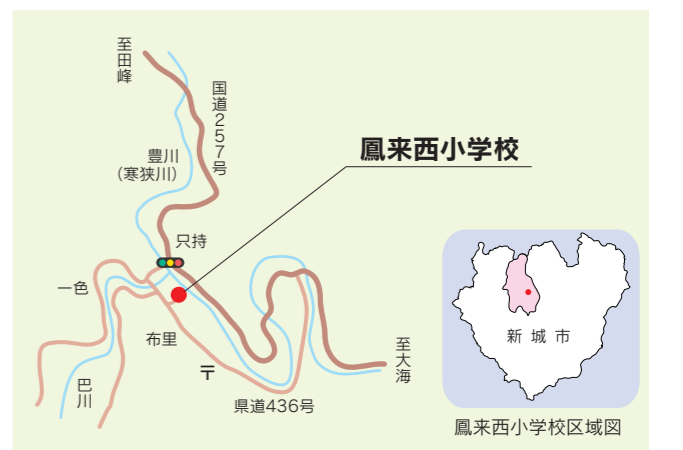 至田峰
国道257号
鳳来西小学校
豊川
(寒狭川)
只持
一色
布里
〒
巴川
県道436号
至大海
新城市
鳳来西小学校区域図